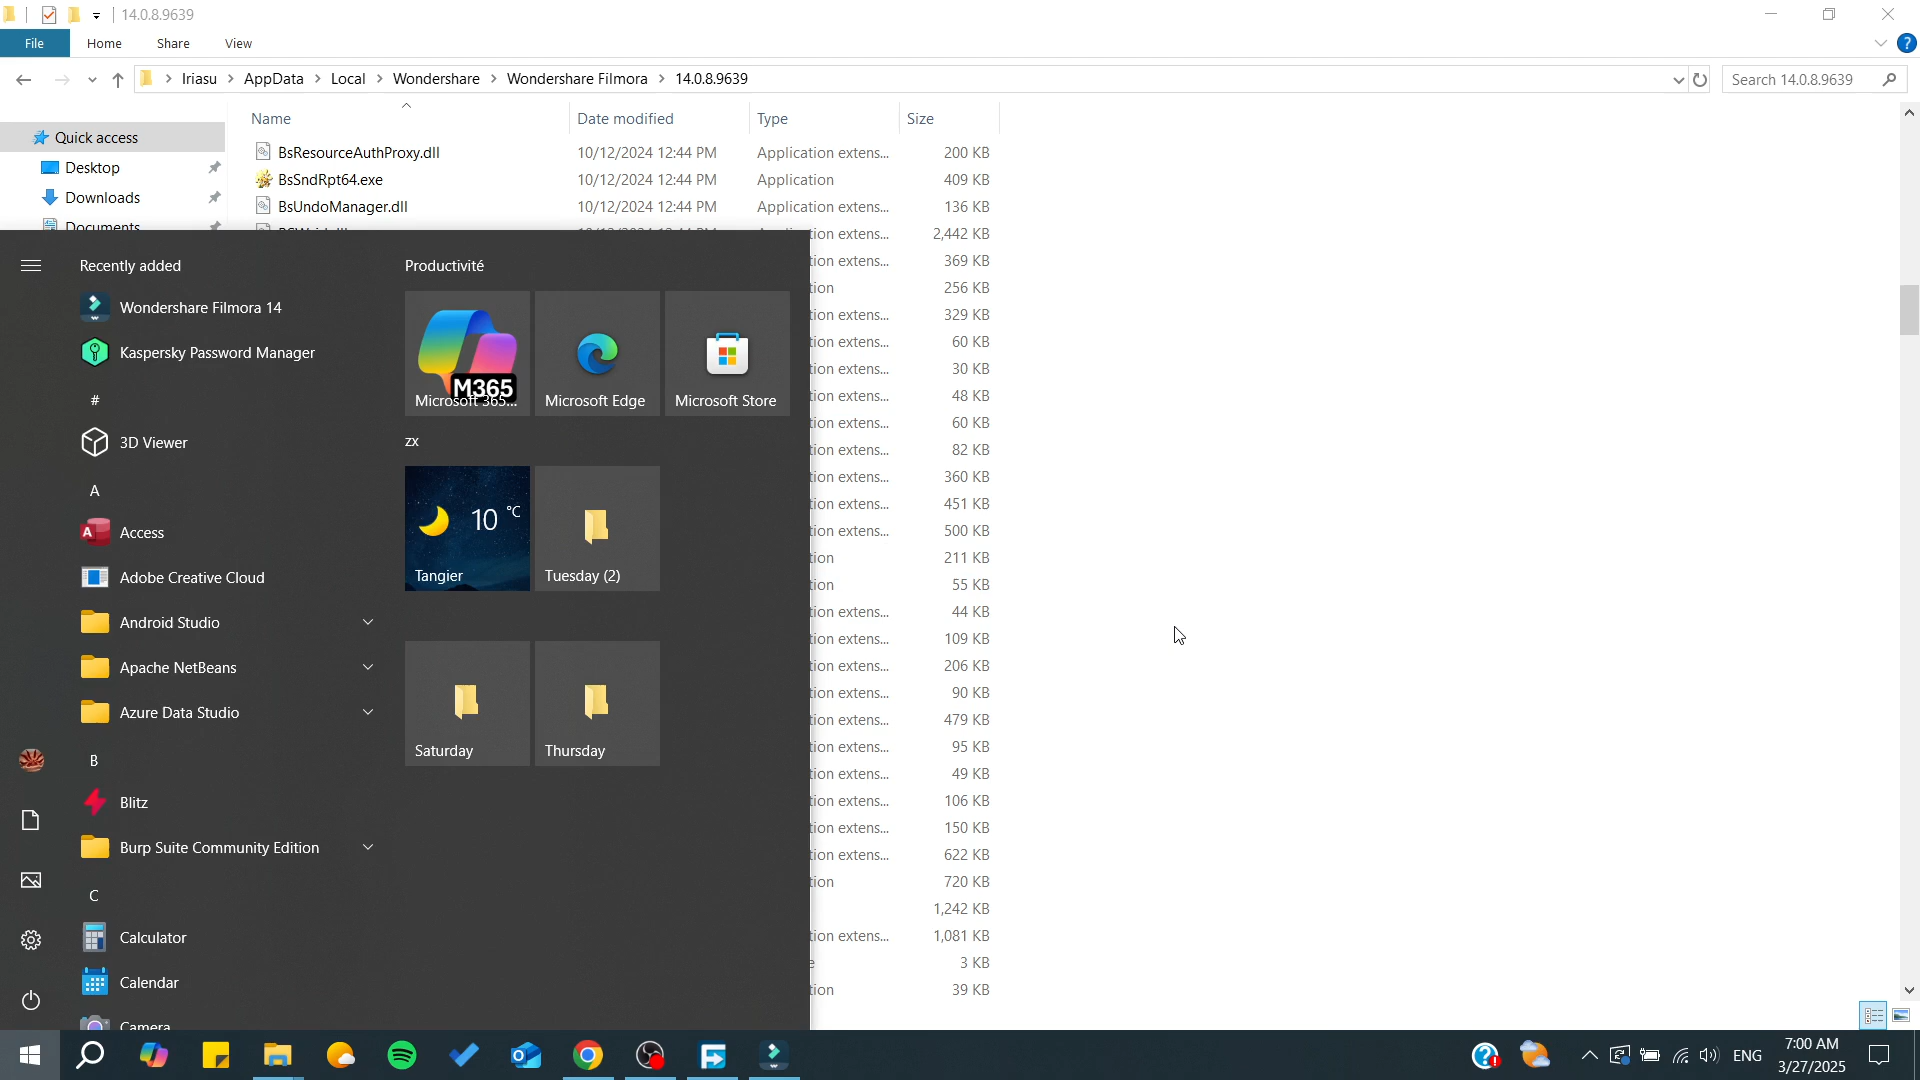 14.0.8.9639
File Home Share View
Iriasu AppData Local Wondershare Wondershare Filmora 14.0.8.9639
Search 14.0.8.9639
Name Date modified Type Size
Quick access
Desktop
Downloads
Documents
BsResourceAuthProxy.dll 10/12/2024 12:44 PM Application extens... 200 KB
BsSndRpt64.exe 10/12/2024 12:44 PM Application 409 KB
BsUndoManager.dll 10/12/2024 12:44 PM Application extens... 136 KB
tion extens... 2,442 KB
tion extens... 369 KB
tion 256 KB
tion extens... 329 KB
tion extens... 60 KB
tion extens... 30 KB
tion extens... 48 KB
tion extens... 60 KB
tion extens... 82 KB
tion extens... 360 KB
tion extens... 451 KB
tion extens... 500 KB
tion 211 KB
tion 55 KB
tion extens... 44 KB
tion extens... 109 KB
tion extens... 206 KB
tion extens... 90 KB
tion extens... 479 KB
tion extens... 95 KB
tion extens... 49 KB
tion extens... 106 KB
tion extens... 150 KB
tion extens... 622 KB
tion 720 KB
1,242 KB
tion extens... 1,081 KB
e 3 KB
tion 39 KB
Recently added
Wondershare Filmora 14
Kaspersky Password Manager
#
3D Viewer
A
Access
Adobe Creative Cloud
Android Studio
Apache NetBeans
Azure Data Studio
B
Blitz
Burp Suite Community Edition
C
Calculator
Calendar
Camera
Productivité
M365
Microsoft 365...
Microsoft Edge
Microsoft Store
zx
10 °C
Tangier
Tuesday (2)
Saturday
Thursday
ENG
7:00 AM
3/27/2025